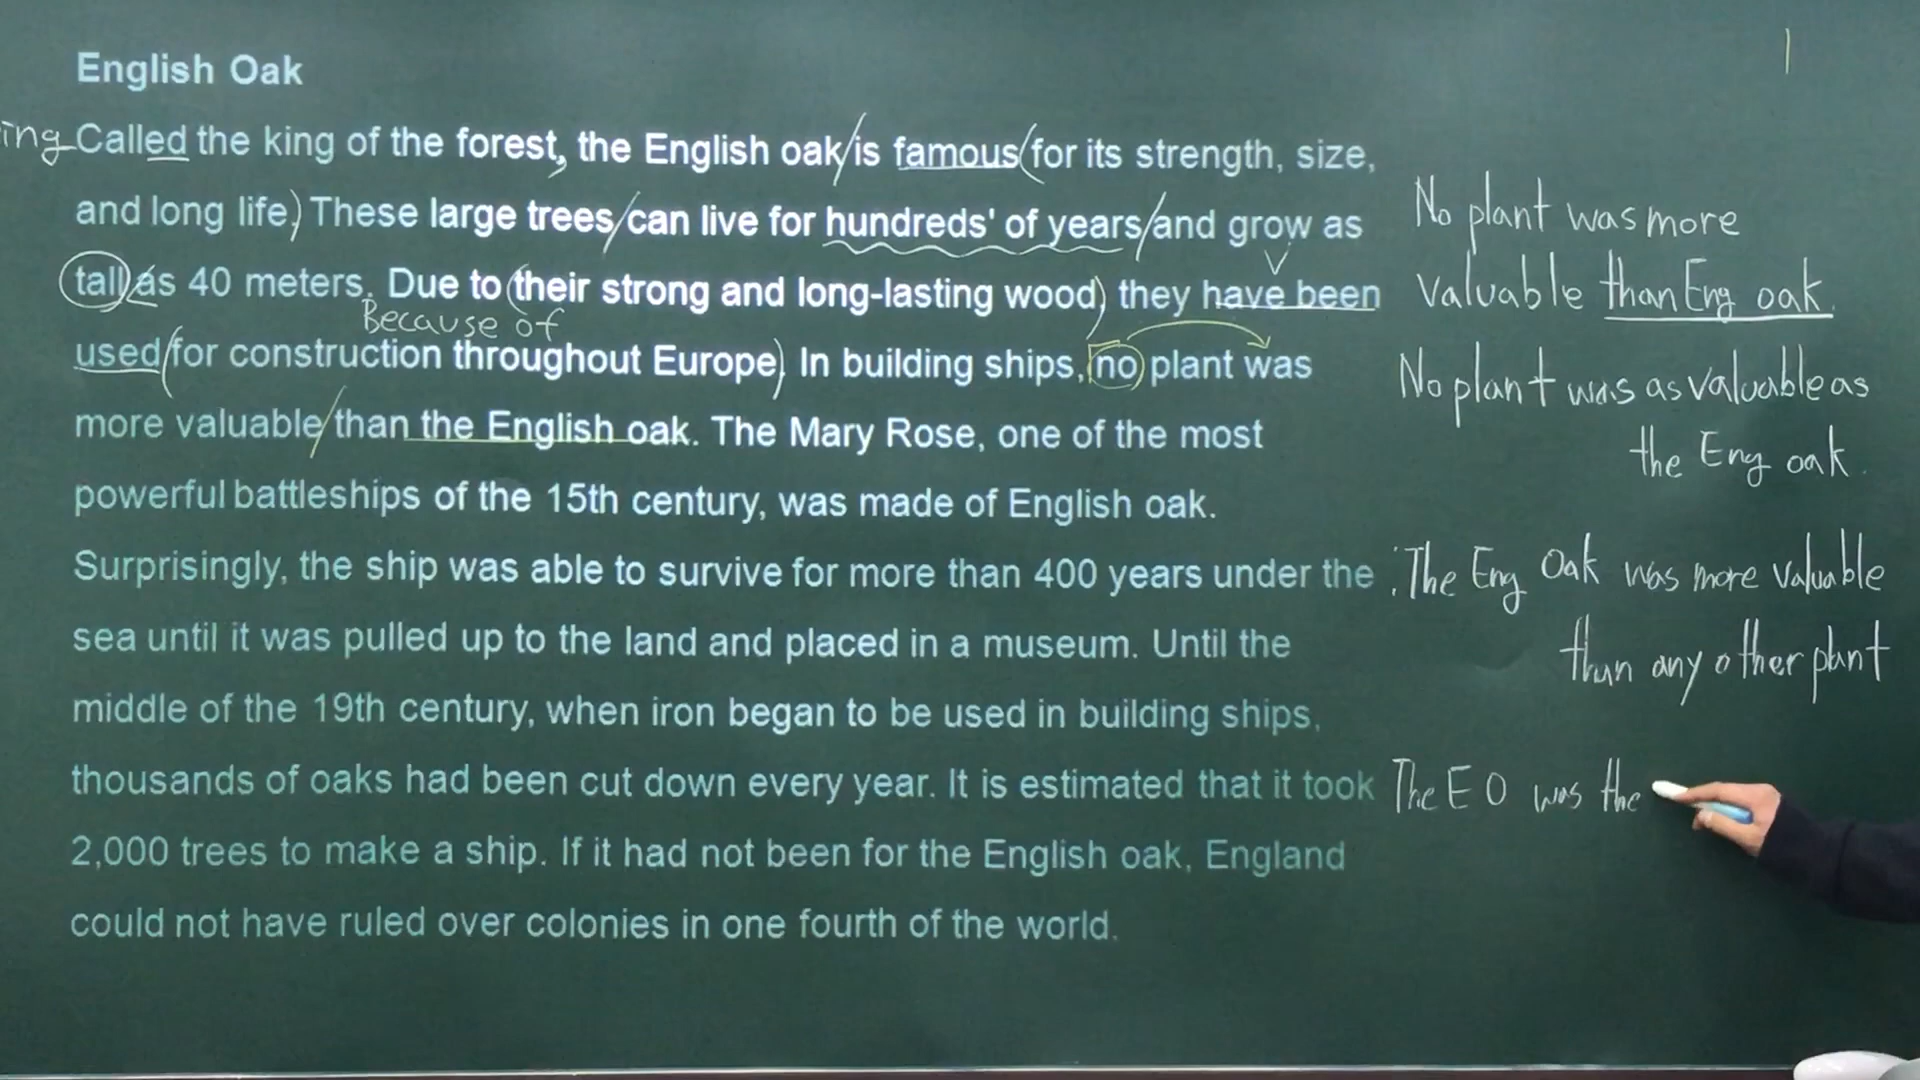 English Oak
ing Called the king of the forest, the English oak is famous for its strength, size,
and long life. These large trees can live for hundreds' of years and grow as
tall as 40 meters. Due to their strong and long-lasting wood, they have been
Because of
used for construction throughout Europe. In building ships, no plant was
more valuable than the English oak. The Mary Rose, one of the most
powerful battleships of the 15th century, was made of English oak.
Surprisingly, the ship was able to survive for more than 400 years under the
sea until it was pulled up to the land and placed in a museum. Until the
middle of the 19th century, when iron began to be used in building ships,
thousands of oaks had been cut down every year. It is estimated that it took
2,000 trees to make a ship. If it had not been for the English oak, England
could not have ruled over colonies in one fourth of the world.
No plant was more
valuable than Eng oak.
No plant was as valuable as
the Eng oak.
: The Eng Oak was more valuable
than any other plant
The E O was the